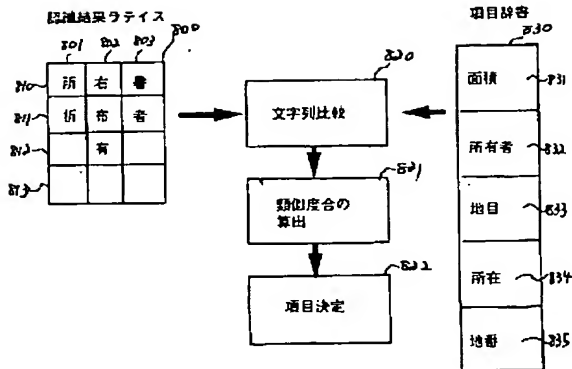 認識結果ラテイス
項目辞書
801
802
803
800
810
所
右
書
811
折
布
者
812
有
813
820
文字列比較
821
類似度合の
算出
822
項目決定
830
面積
831
所有者
832
地目
833
所在
834
地番
835